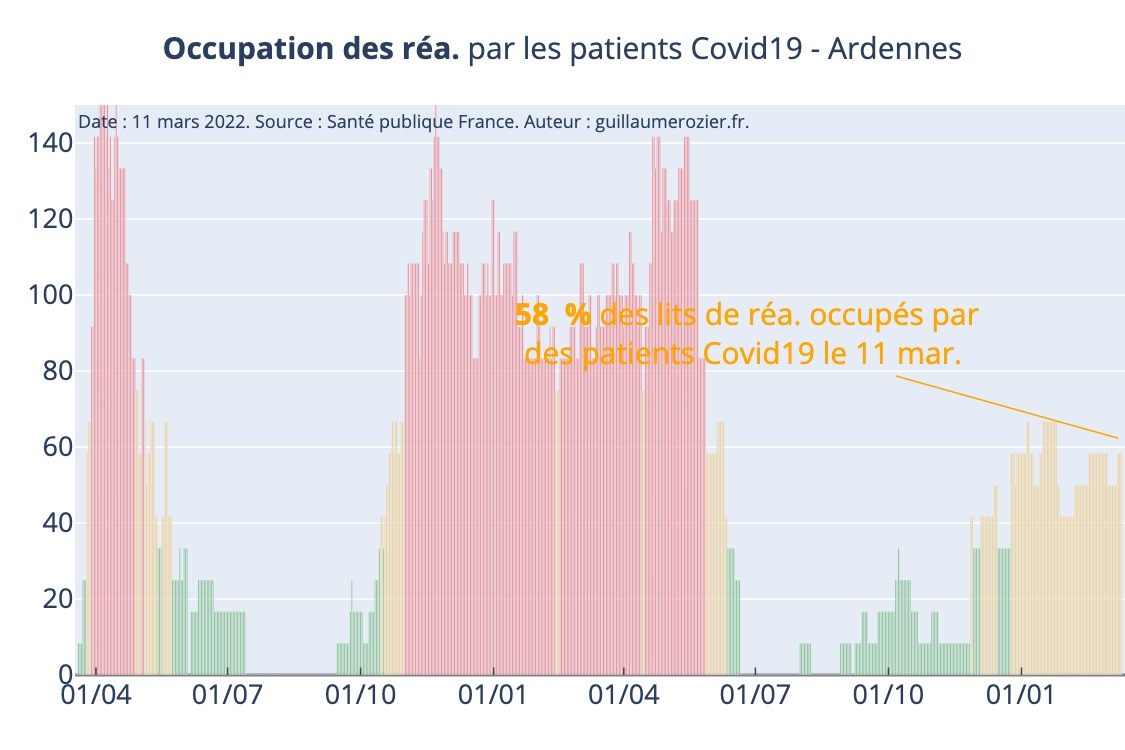 Occupation des réa. par les patients Covid19 - Ardennes
Date : 11 mars 2022. Source : Santé publique France. Auteur : guillaumerozier.fr.
140
120
100
80
60
40
20
0
58 % des lits de réa. occupés par
des patients Covid19 le 11 mar.
01/04 01/07 01/10 01/01 01/04 01/07 01/10 01/01